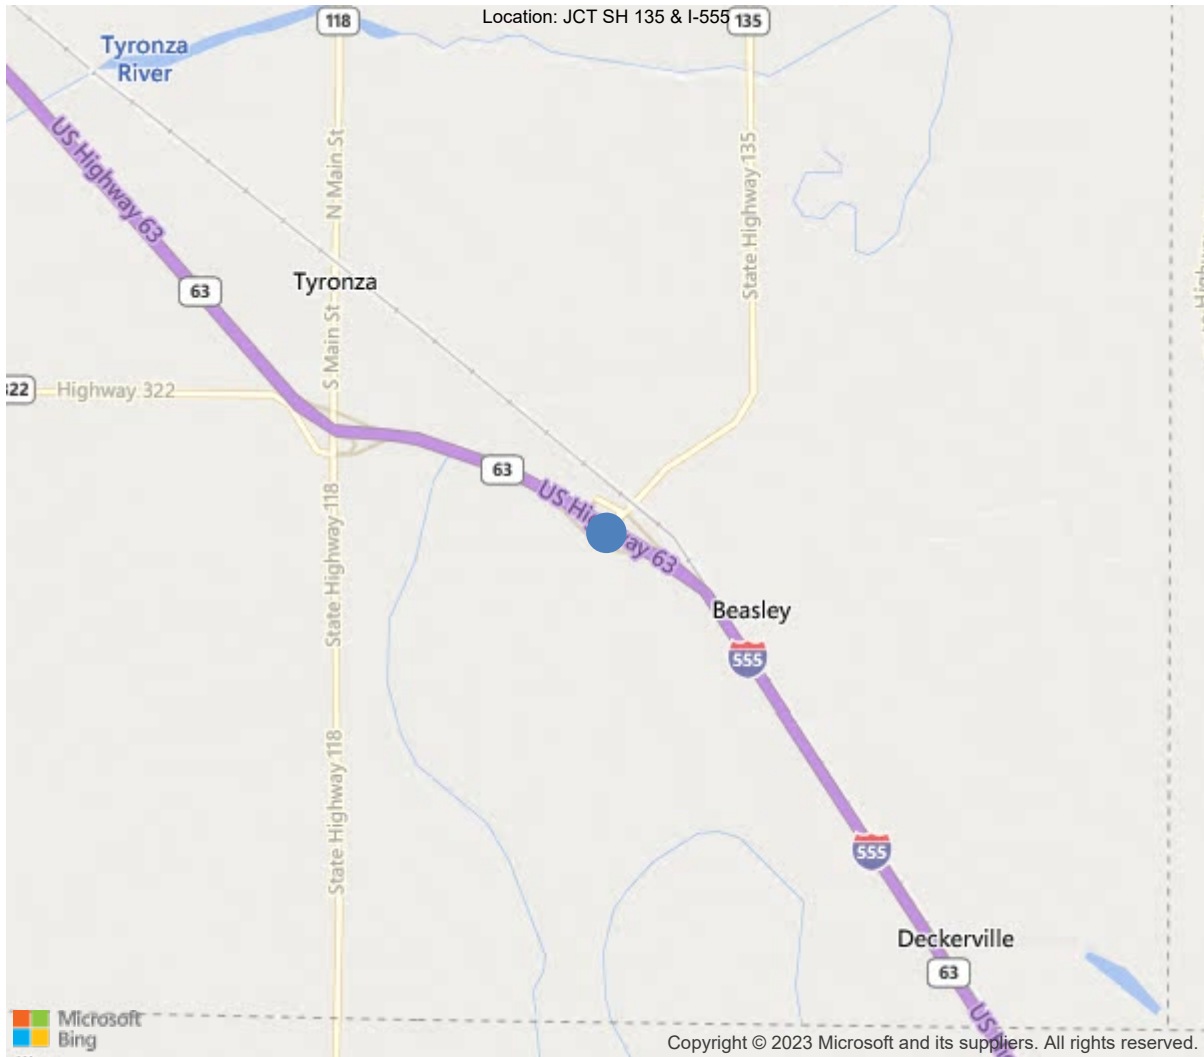 Location: JCT SH 135 & I-555
118
135
Tyronza
River
US Highway 63
N Main St
State Highway 135
63
Tyronza
S Main St
322
Highway 322
63
US Highway 63
State Highway 118
Beasley
555
State Highway 118
555
Deckerville
63
Microsoft
Bing
Copyright © 2023 Microsoft and its suppliers. All rights reserved.